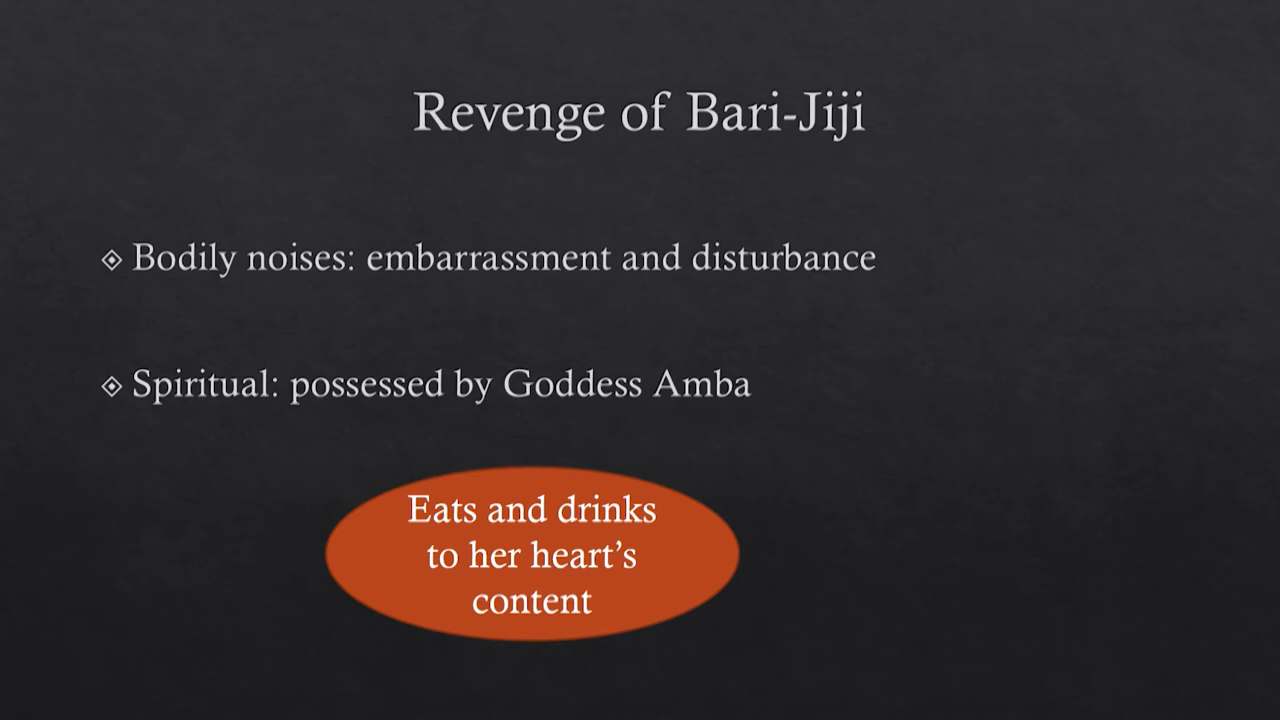 Revenge of Bari-Jiji
Bodily noises: embarrassment and disturbance
Spiritual: possessed by Goddess Amba
Eats and drinks
to her heart’s
content